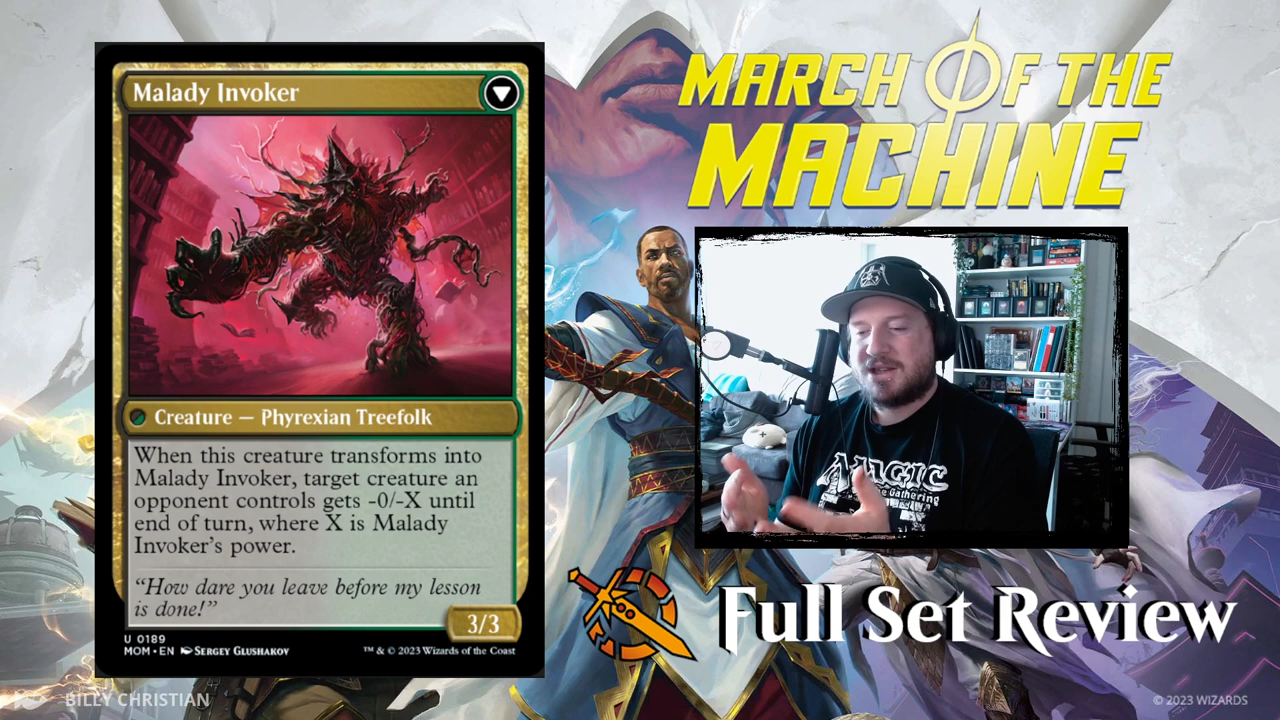 Malady Invoker
Creature — Phyrexian Treefolk
When this creature transforms into
Malady Invoker, target creature an
opponent controls gets -0/-X until
end of turn, where X is Malady
Invoker's power.
“How dare you leave before my lesson
is done!”
3/3
U 0189
MOM • EN SERGEY GLUSHAKOV
™ & © 2023 Wizards of the Coast
BILLY CHRISTIAN
MARCH OF THE
MACHINE
MAGIC
Gathering
Full Set Review
© 2023 WIZARDS